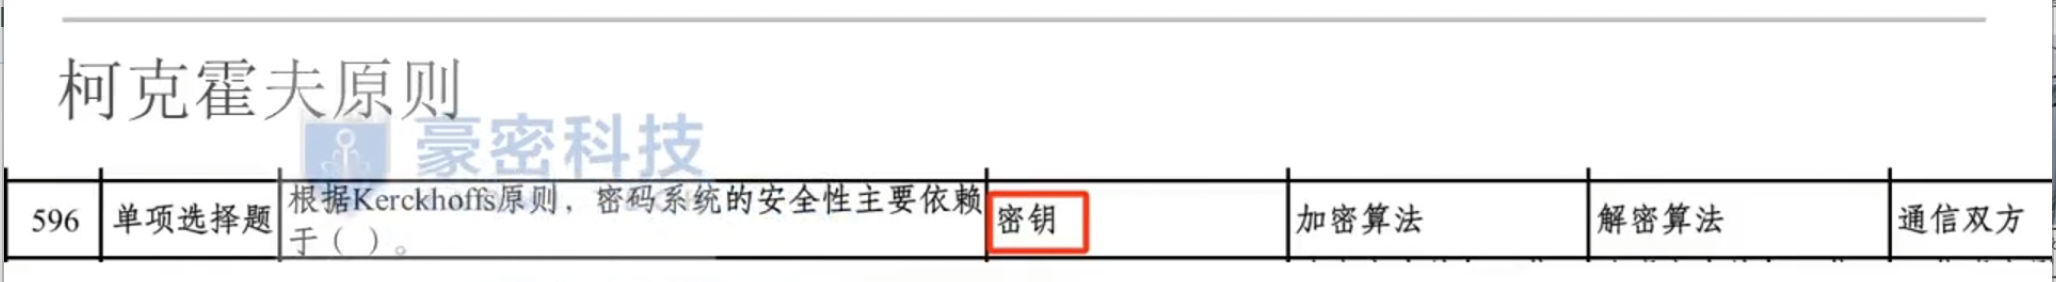 柯克霍夫原则
豪密科技
596
单项选择题
根据Kerckhoffs原则，密码系统的安全性主要依赖
于（ ）。
密钥
加密算法
解密算法
通信双方